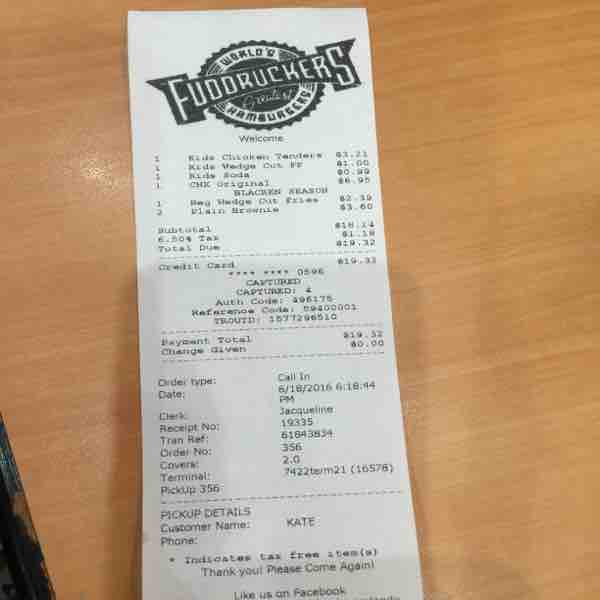 WORLD'S
FUDDRUCKERS
Greatest
HAMBURGERS
Welcome
1 Kids Chicken Tenders $3.21
1 Kids Wedge Cut FF $1.00
1 Kids Soda $0.99
1 CHK Original $6.95
BLACKEN SEASON
1 Reg Wedge Cut Fries $2.39
2 Plain Brownie $3.60
Subtotal $18.14
6.50% Tax $1.18
Total Due $19.32
Credit Card $19.32
**** **** 0596
CAPTURED
CAPTURED: 4
Auth Code: 496175
Reference Code: 59400001
TROUTD: 1577296510
Payment Total $19.32
Change Given $0.00
Order type: Call In
Date: 6/18/2016 6:18:44
PM
Clerk: Jacqueline
Receipt No: 19335
Tran Ref: 61843834
Order No: 356
Covers: 2.0
Terminal: 7422term21 (16578)
PickUp 356
PICKUP DETAILS
Customer Name: KATE
Phone:
* Indicates tax free item(s)
Thank you! Please Come Again!
Like us on Facebook